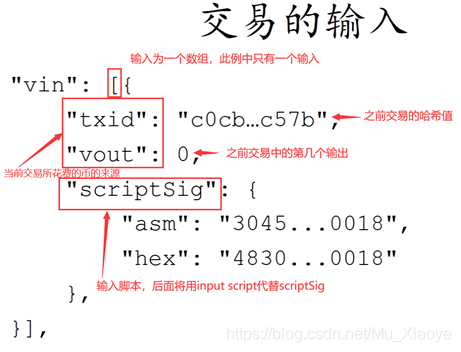 交易的输入
输入为一个数组，此例中只有一个输入
"vin": [{
"txid": "c0cb…c57b",
之前交易的哈希值
"vout": 0,
之前交易中的第几个输出
当前交易所花费的币的来源
"scriptSig": {
"asm": "3045...0018",
"hex": "4830...0018"
输入脚本，后面将用input script代替scriptSig
},
}],
https://blog.csdn.net/Mu_Xiaoye